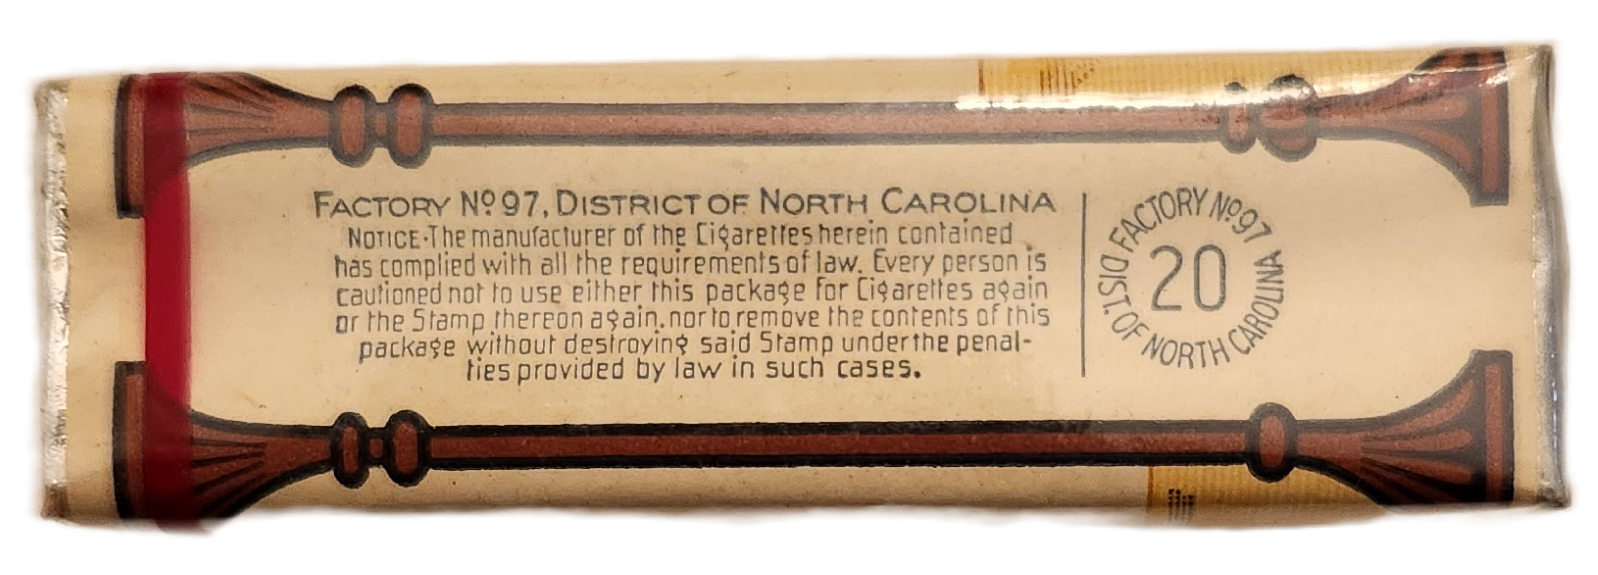 FACTORY Nº 97, DISTRICT OF NORTH CAROLINA
NOTICE-The manufacturer of the Cigarettes herein contained
has complied with all the requirements of law. Every person is
cautioned not to use either this package for Cigarettes again
or the Stamp thereon again, nor to remove the contents of this
package without destroying said Stamp under the penal-
ties provided by law in such cases.
FACTORY Nº 97
20
DIST. OF NORTH CAROLINA